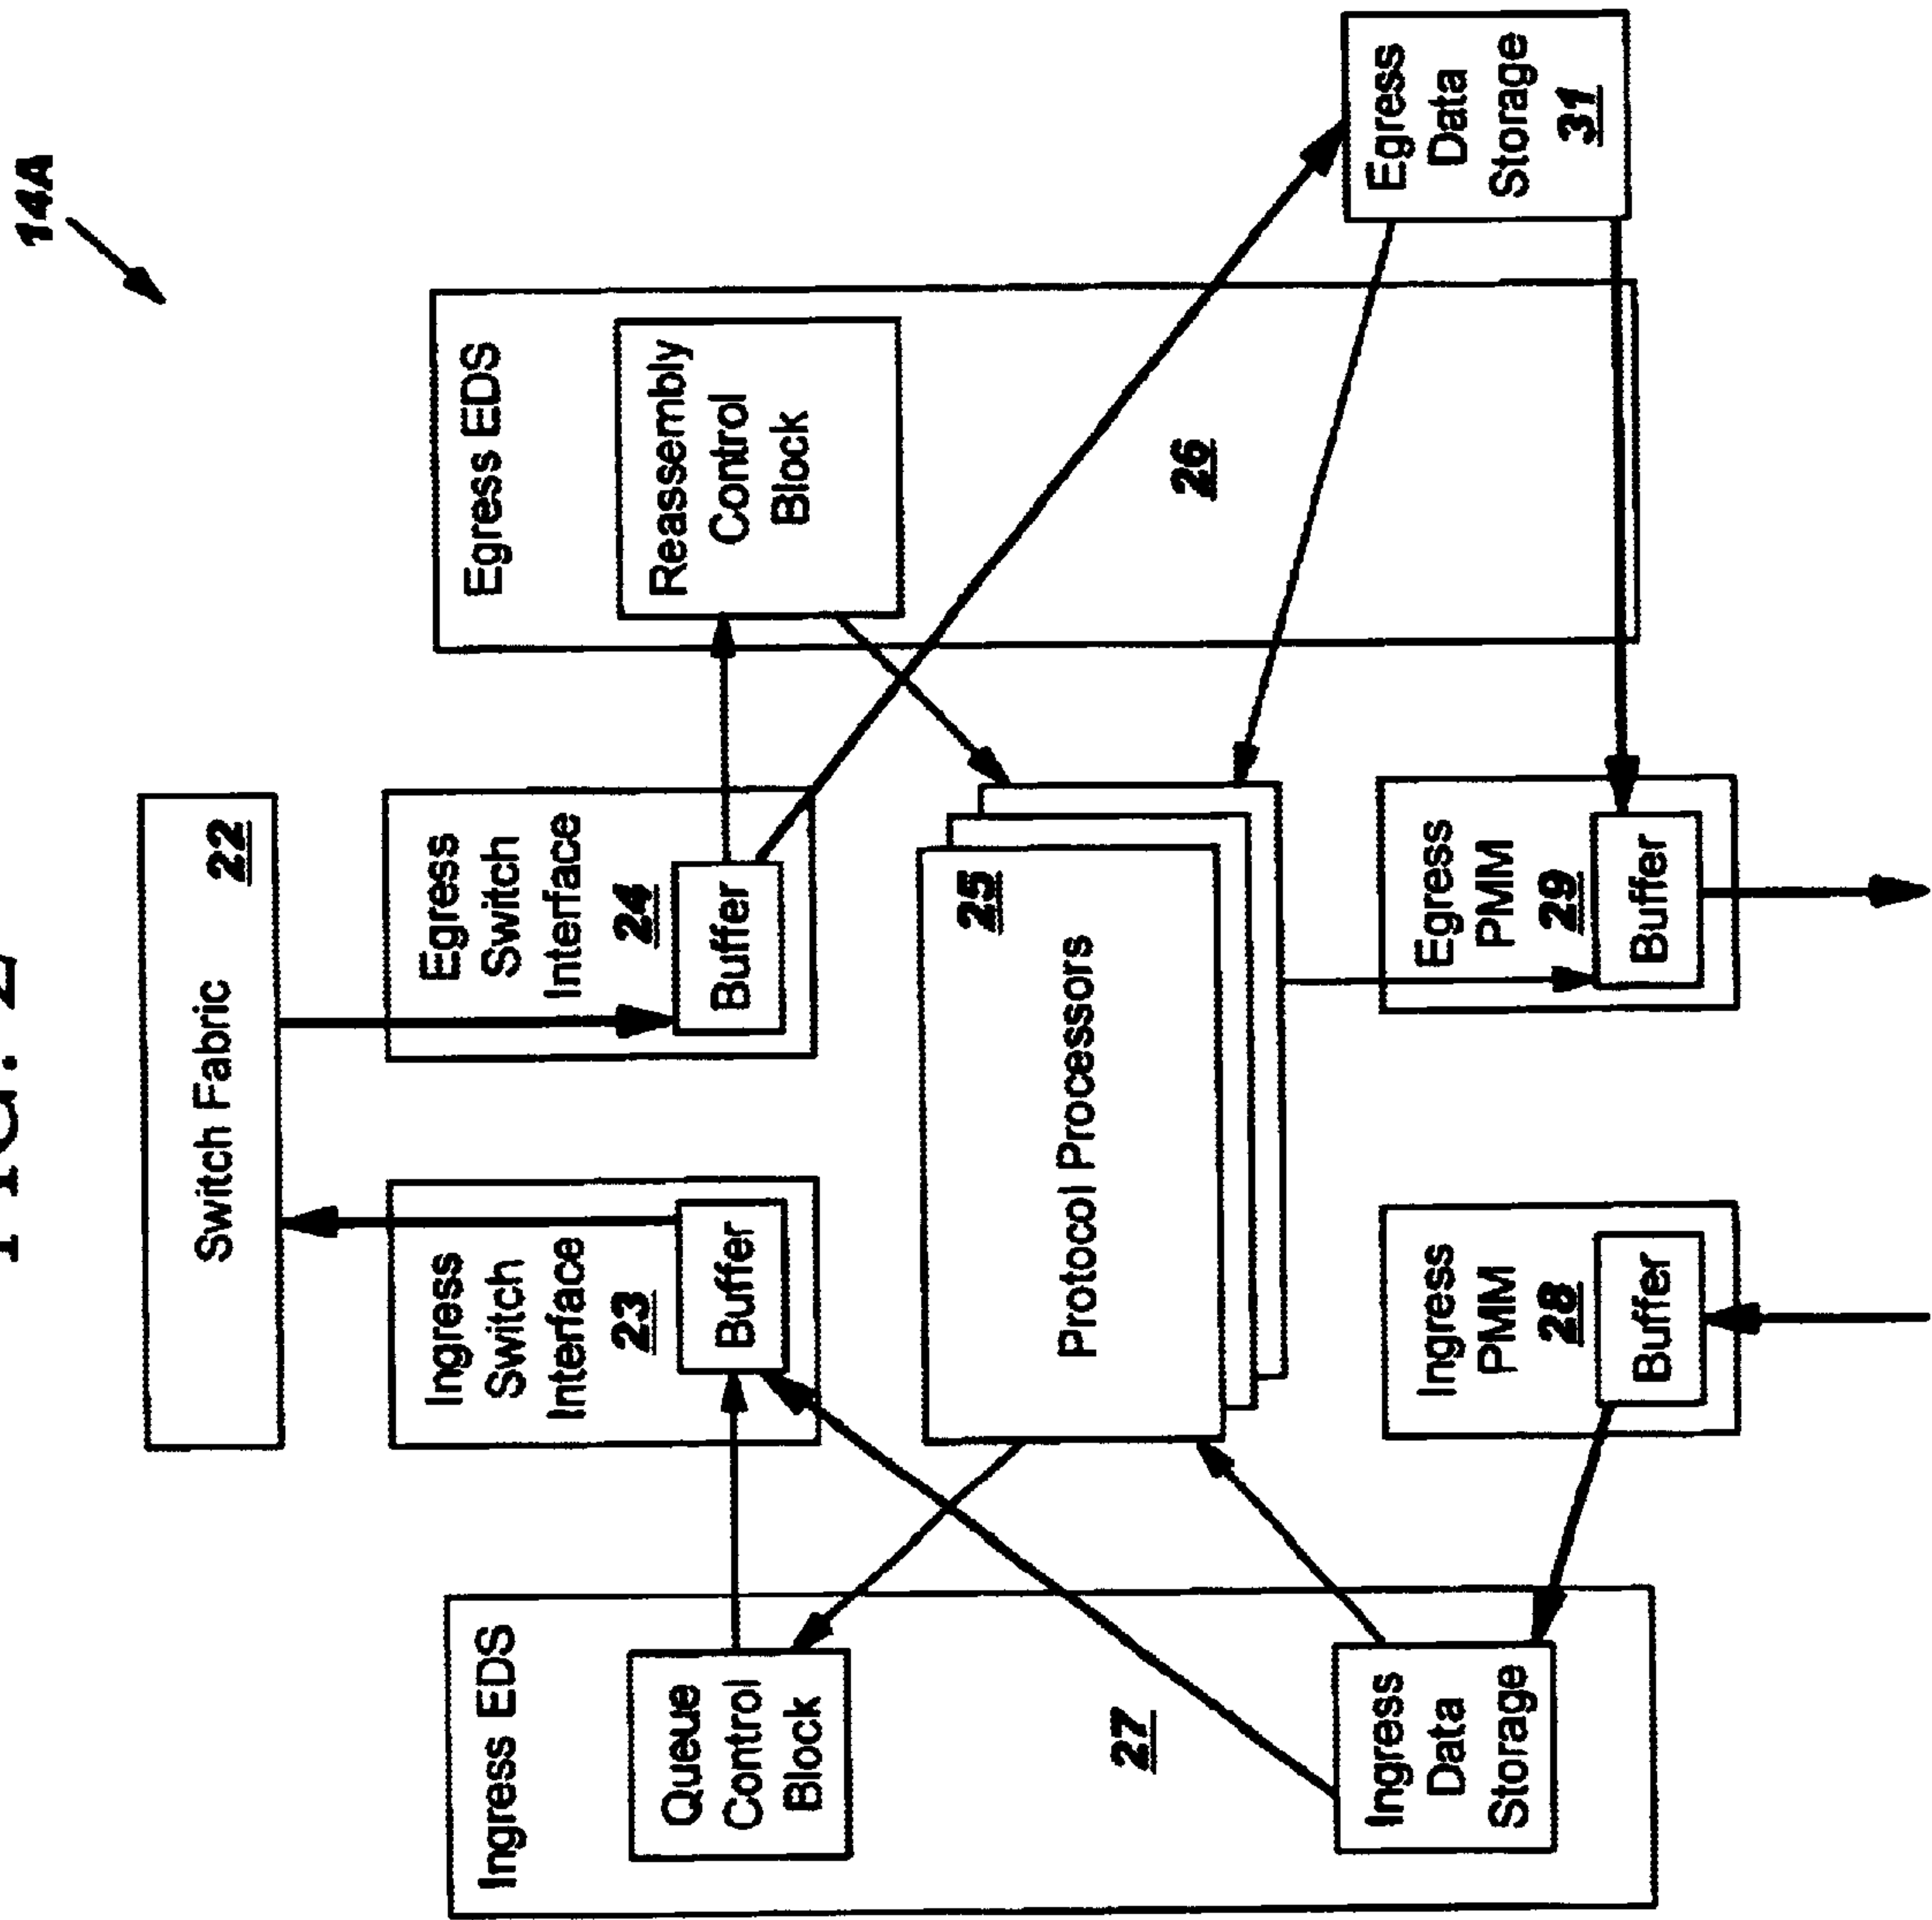 14A
Switch Fabric
22
Ingress EDS
Queue
Control
Block
27
Ingress
Data
Storage
Ingress
Switch
Interface
23
Buffer
Egress
Switch
Interface
24
Buffer
Egress EDS
Reassembly
Control
Block
26
25
Protocol Processors
Ingress
PMM
28
Buffer
Egress
PMM
29
Buffer
Egress
Data
Storage
31